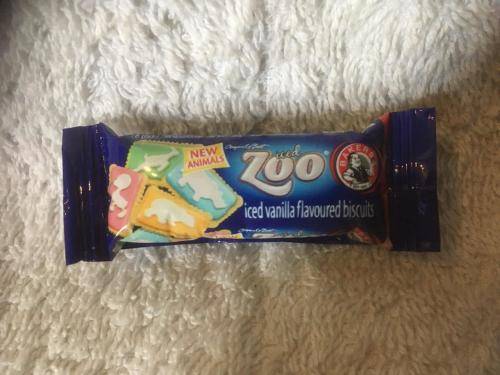 NEW
ANIMALS
iced
Zoo
BAKERS
iced vanilla flavoured biscuits